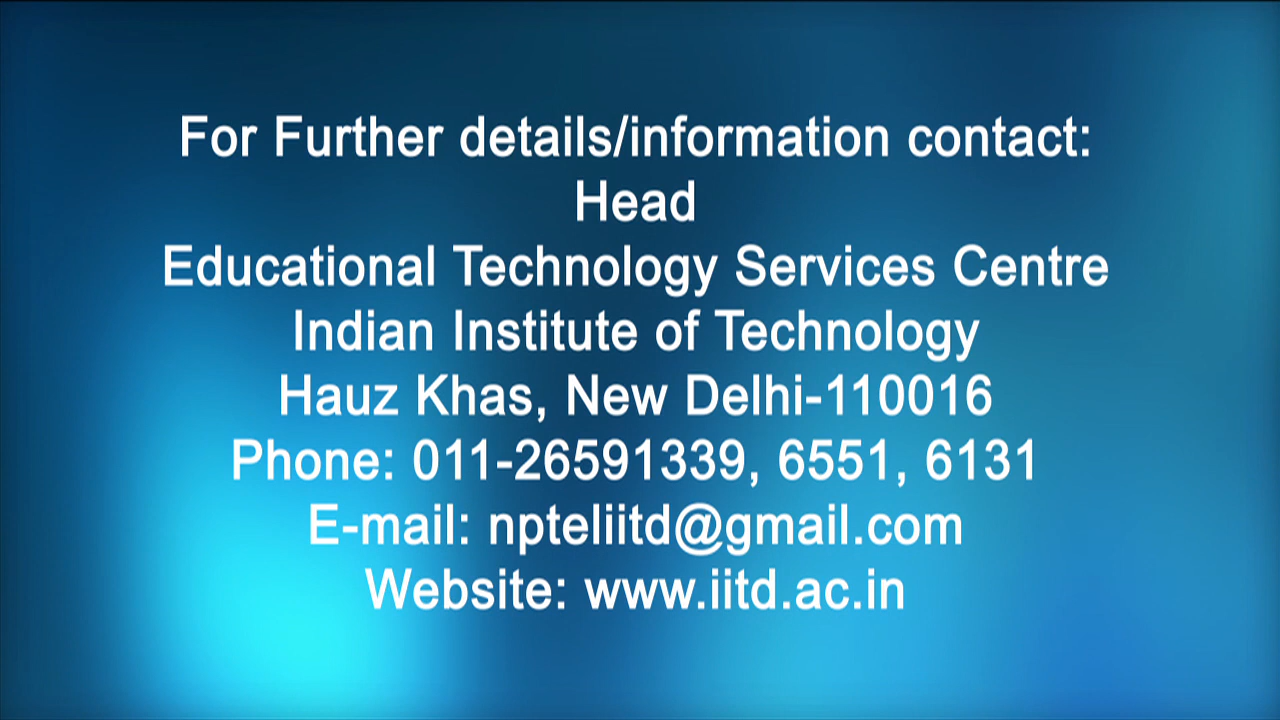 For Further details/information contact:
Head
Educational Technology Services Centre
Indian Institute of Technology
Hauz Khas, New Delhi-110016
Phone: 011-26591339, 6551, 6131
E-mail: npteliitd@gmail.com
Website: www.iitd.ac.in